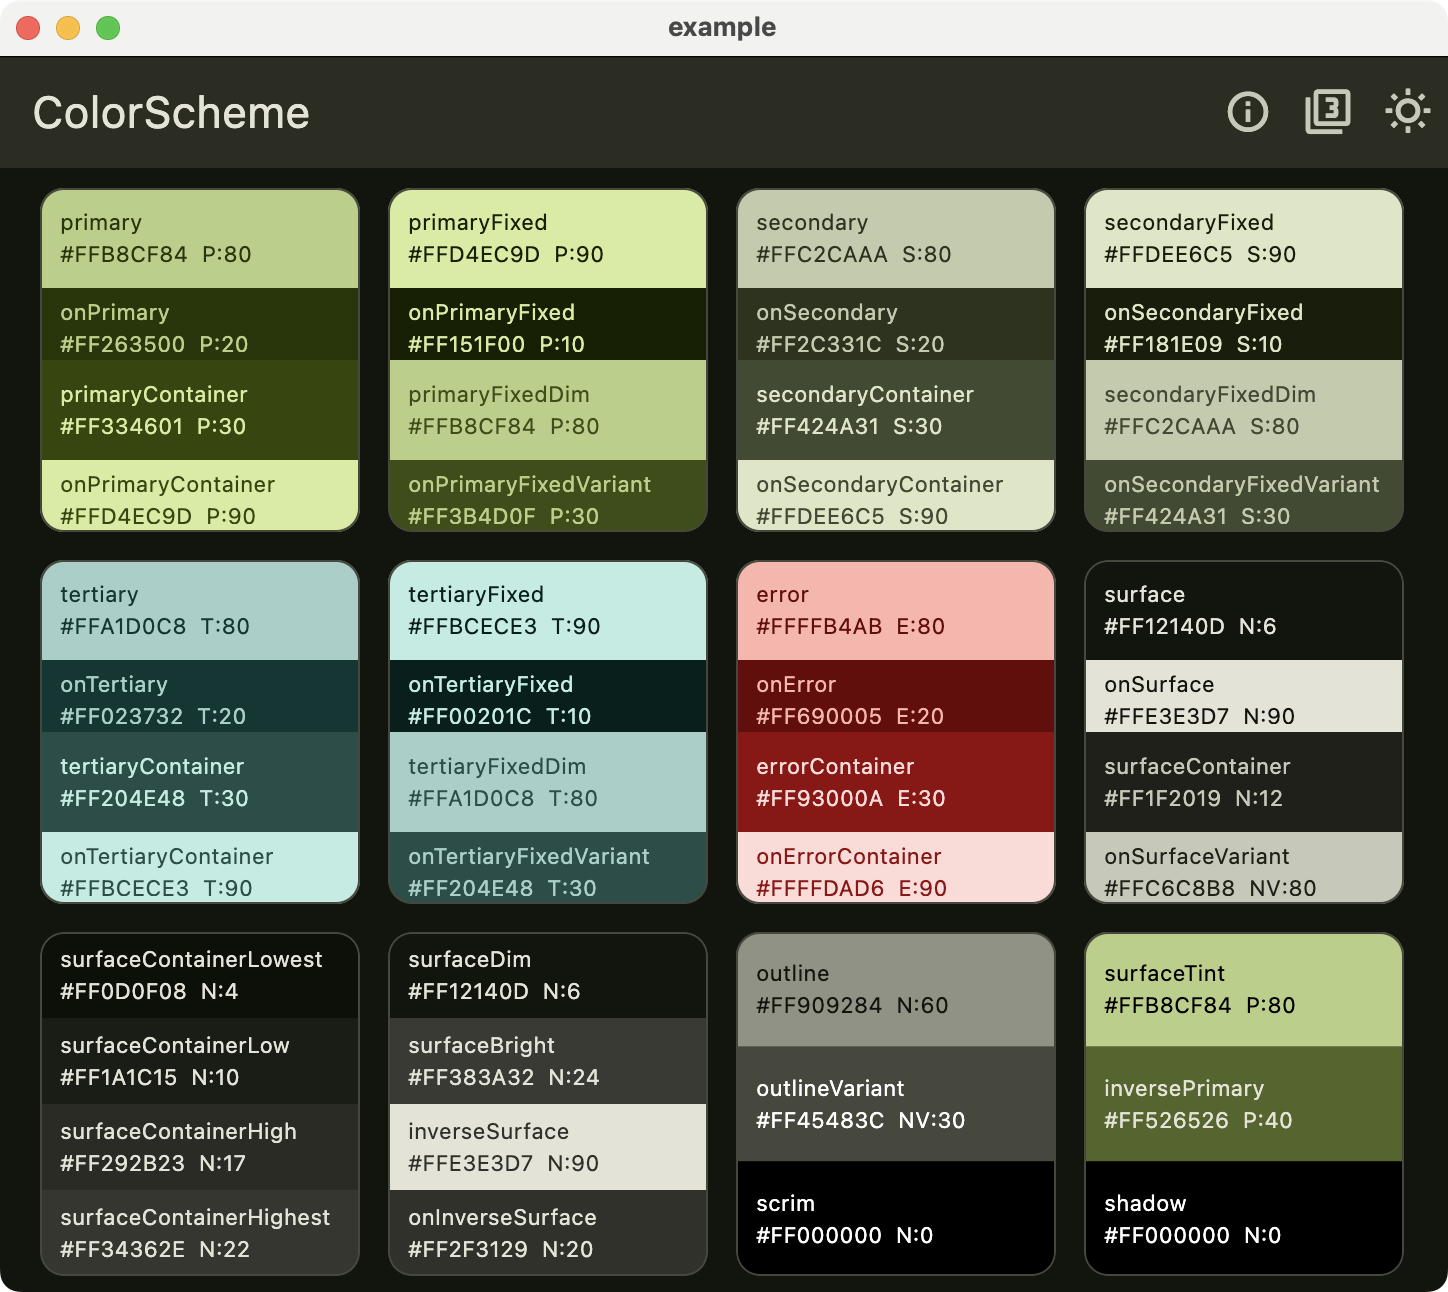 example
ColorScheme
3
primary
#FFB8CF84 P:80
onPrimary
#FF263500 P:20
primaryContainer
#FF334601 P:30
onPrimaryContainer
#FFD4EC9D P:90
primaryFixed
#FFD4EC9D P:90
onPrimaryFixed
#FF151F00 P:10
primaryFixedDim
#FFB8CF84 P:80
onPrimaryFixedVariant
#FF3B4D0F P:30
secondary
#FFC2CAAA S:80
onSecondary
#FF2C331C S:20
secondaryContainer
#FF424A31 S:30
onSecondaryContainer
#FFDEE6C5 S:90
secondaryFixed
#FFDEE6C5 S:90
onSecondaryFixed
#FF181E09 S:10
secondaryFixedDim
#FFC2CAAA S:80
onSecondaryFixedVariant
#FF424A31 S:30
tertiary
#FFA1D0C8 T:80
onTertiary
#FF023732 T:20
tertiaryContainer
#FF204E48 T:30
onTertiaryContainer
#FFBCECE3 T:90
tertiaryFixed
#FFBCECE3 T:90
onTertiaryFixed
#FF00201C T:10
tertiaryFixedDim
#FFA1D0C8 T:80
onTertiaryFixedVariant
#FF204E48 T:30
error
#FFFFB4AB E:80
onError
#FF690005 E:20
errorContainer
#FF93000A E:30
onErrorContainer
#FFFFDAD6 E:90
surface
#FF12140D N:6
onSurface
#FFE3E3D7 N:90
surfaceContainer
#FF1F2019 N:12
onSurfaceVariant
#FFC6C8B8 NV:80
surfaceContainerLowest
#FF0D0F08 N:4
surfaceContainerLow
#FF1A1C15 N:10
surfaceContainerHigh
#FF292B23 N:17
surfaceContainerHighest
#FF34362E N:22
surfaceDim
#FF12140D N:6
surfaceBright
#FF383A32 N:24
inverseSurface
#FFE3E3D7 N:90
onInverseSurface
#FF2F3129 N:20
outline
#FF909284 N:60
outlineVariant
#FF45483C NV:30
scrim
#FF000000 N:0
surfaceTint
#FFB8CF84 P:80
inversePrimary
#FF526526 P:40
shadow
#FF000000 N:0